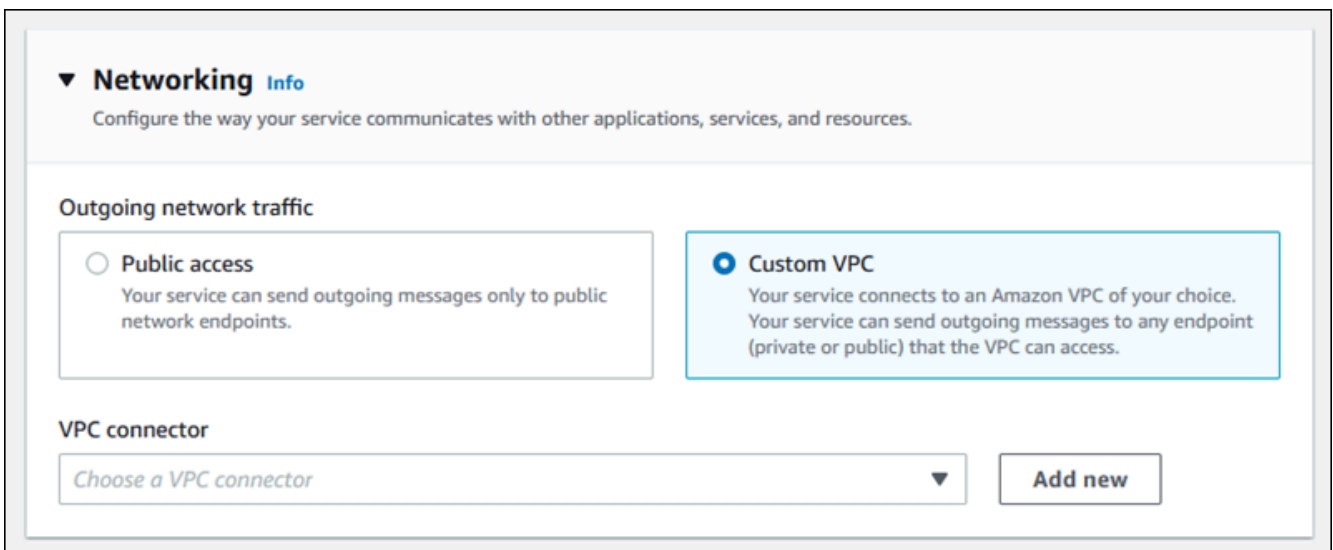 Networking Info
Configure the way your service communicates with other applications, services, and resources.
Outgoing network traffic
Public access
Your service can send outgoing messages only to public
network endpoints.
Custom VPC
Your service connects to an Amazon VPC of your choice.
Your service can send outgoing messages to any endpoint
(private or public) that the VPC can access.
VPC connector
Choose a VPC connector
Add new